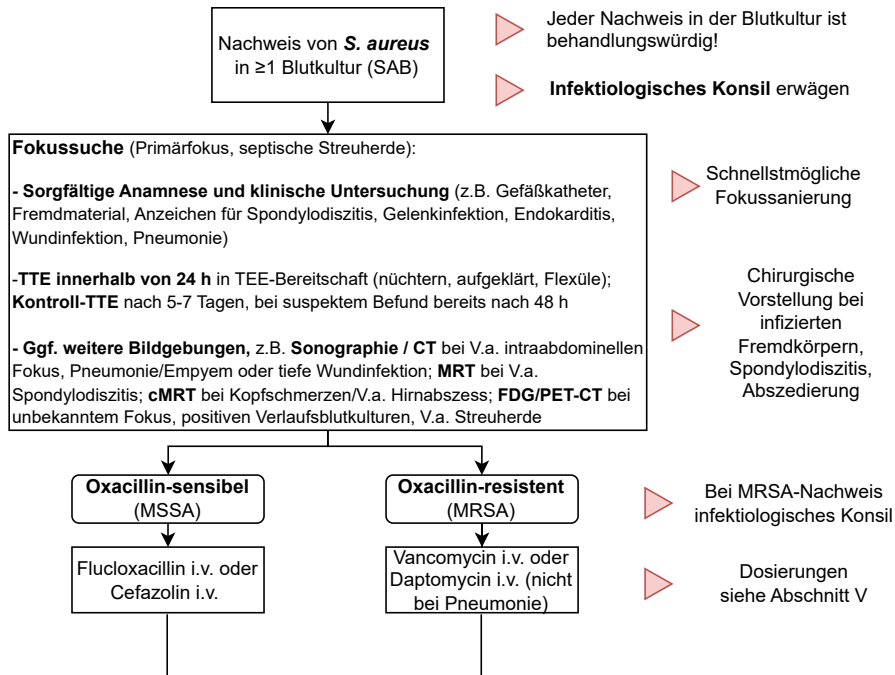 Nachweis von S. aureus
in ≥1 Blutkultur (SAB)
Jeder Nachweis in der Blutkultur ist
behandlungswürdig!
Infektiologisches Konsil erwägen
Fokussuche (Primärfokus, septische Streuherde):
- Sorgfältige Anamnese und klinische Untersuchung (z.B. Gefäßkatheter,
Fremdmaterial, Anzeichen für Spondylodiszitis, Gelenkinfektion, Endokarditis,
Wundinfektion, Pneumonie)
-TTE innerhalb von 24 h in TEE-Bereitschaft (nüchtern, aufgeklärt, Flexüle);
Kontroll-TTE nach 5-7 Tagen, bei suspektem Befund bereits nach 48 h
- Ggf. weitere Bildgebungen, z.B. Sonographie / CT bei V.a. intraabdominellen
Fokus, Pneumonie/Empyem oder tiefe Wundinfektion; MRT bei V.a.
Spondylodiszitis; cMRT bei Kopfschmerzen/V.a. Hirnabszess; FDG/PET-CT bei
unbekanntem Fokus, positiven Verlaufsblutkulturen, V.a. Streuherde
Schnellstmögliche
Fokussanierung
Chirurgische
Vorstellung bei
infizierten
Fremdkörpern,
Spondylodiszitis,
Abszedierung
Oxacillin-sensibel
(MSSA)
Oxacillin-resistent
(MRSA)
Bei MRSA-Nachweis
infektiologisches Konsil
Flucloxacillin i.v. oder
Cefazolin i.v.
Vancomycin i.v. oder
Daptomycin i.v. (nicht
bei Pneumonie)
Dosierungen
siehe Abschnitt V